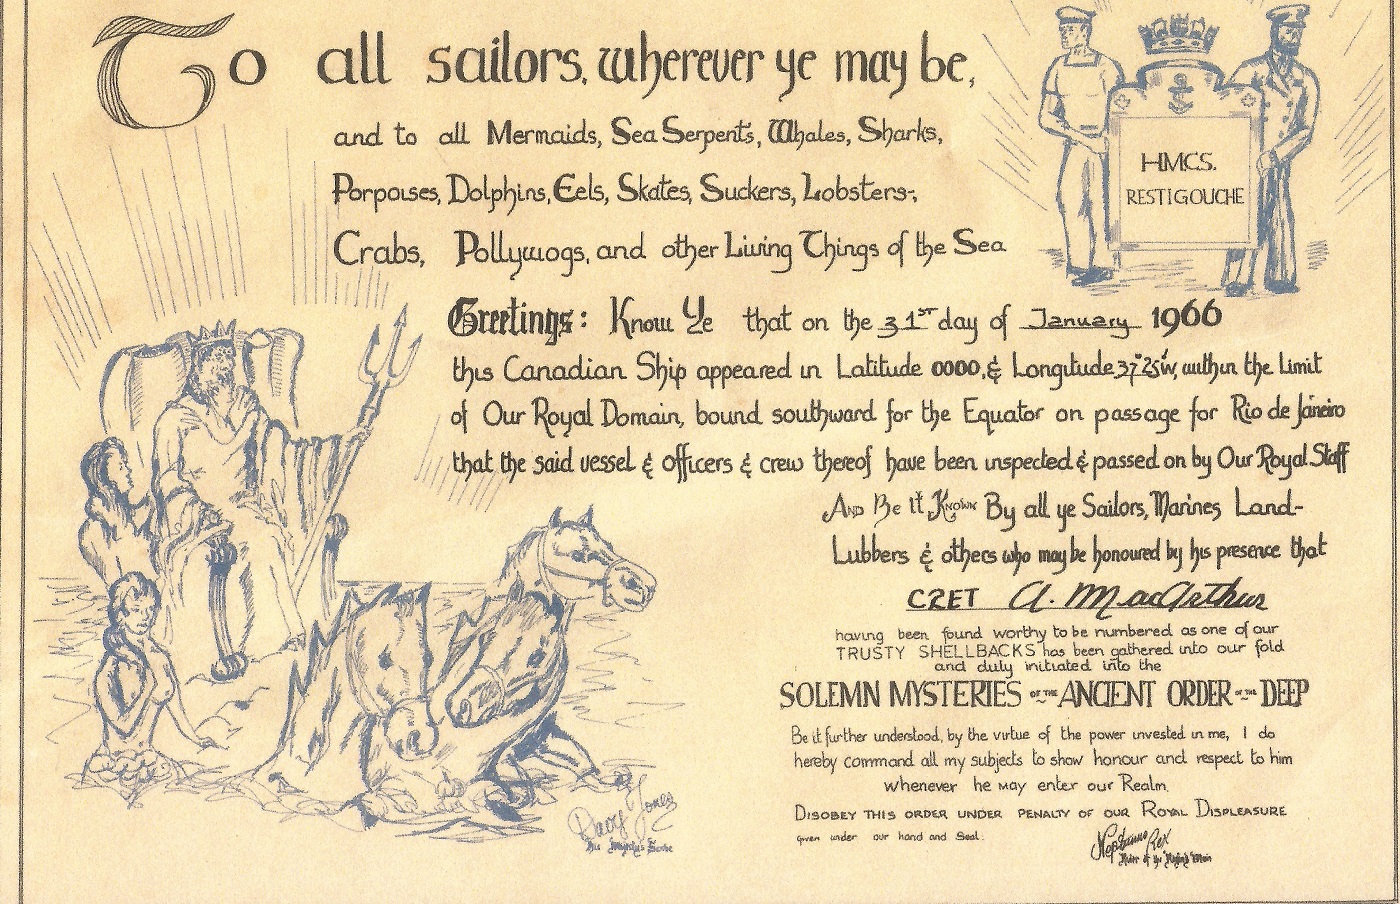 To all sailors, wherever ye may be,
and to all Mermaids, Sea Serpents, Whales, Sharks,
Porpoises, Dolphins, Eels, Skates, Suckers, Lobsters,
Crabs, Pollywogs, and other Living Things of the Sea
H.M.C.S.
RESTIGOUCHE
Greetings: Know Ye that on the 31ST day of January 1966
this Canadian Ship appeared in Latitude 0000, & Longitude 37°25'W, within the limit
of Our Royal Domain, bound southward for the Equator on passage for Rio de Janeiro
that the said vessel & officers & crew thereof have been inspected & passed on by Our Royal Staff
AND Be It KNOWN By all ye Sailors, Marines Land-
Lubbers & others who may be honoured by his presence that
C2ET A. MacArthur
having been found worthy to be numbered as one of our
TRUSTY SHELLBACKS has been gathered into our fold
and duly initiated into the
SOLEMN MYSTERIES OF THE ANCIENT ORDER OF THE DEEP
Be it further understood, by the virtue of the power invested in me, I do
hereby command all my subjects to show honour and respect to him
whenever he may enter our Realm.
DISOBEY THIS ORDER UNDER PENALTY OF OUR ROYAL DISPLEASURE
Given under our hand and Seal.
Davy Jones
His Majesty's Scribe
Neptunus Rex
Ruler of ye Raging Main